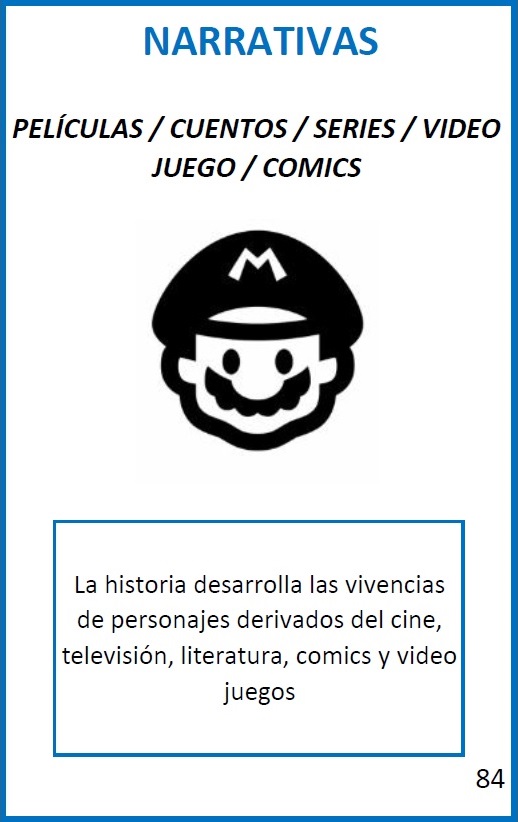 NARRATIVAS
PELÍCULAS / CUENTOS / SERIES / VIDEO
JUEGO / COMICS
M
La historia desarrolla las vivencias
de personajes derivados del cine,
televisión, literatura, comics y video
juegos
84